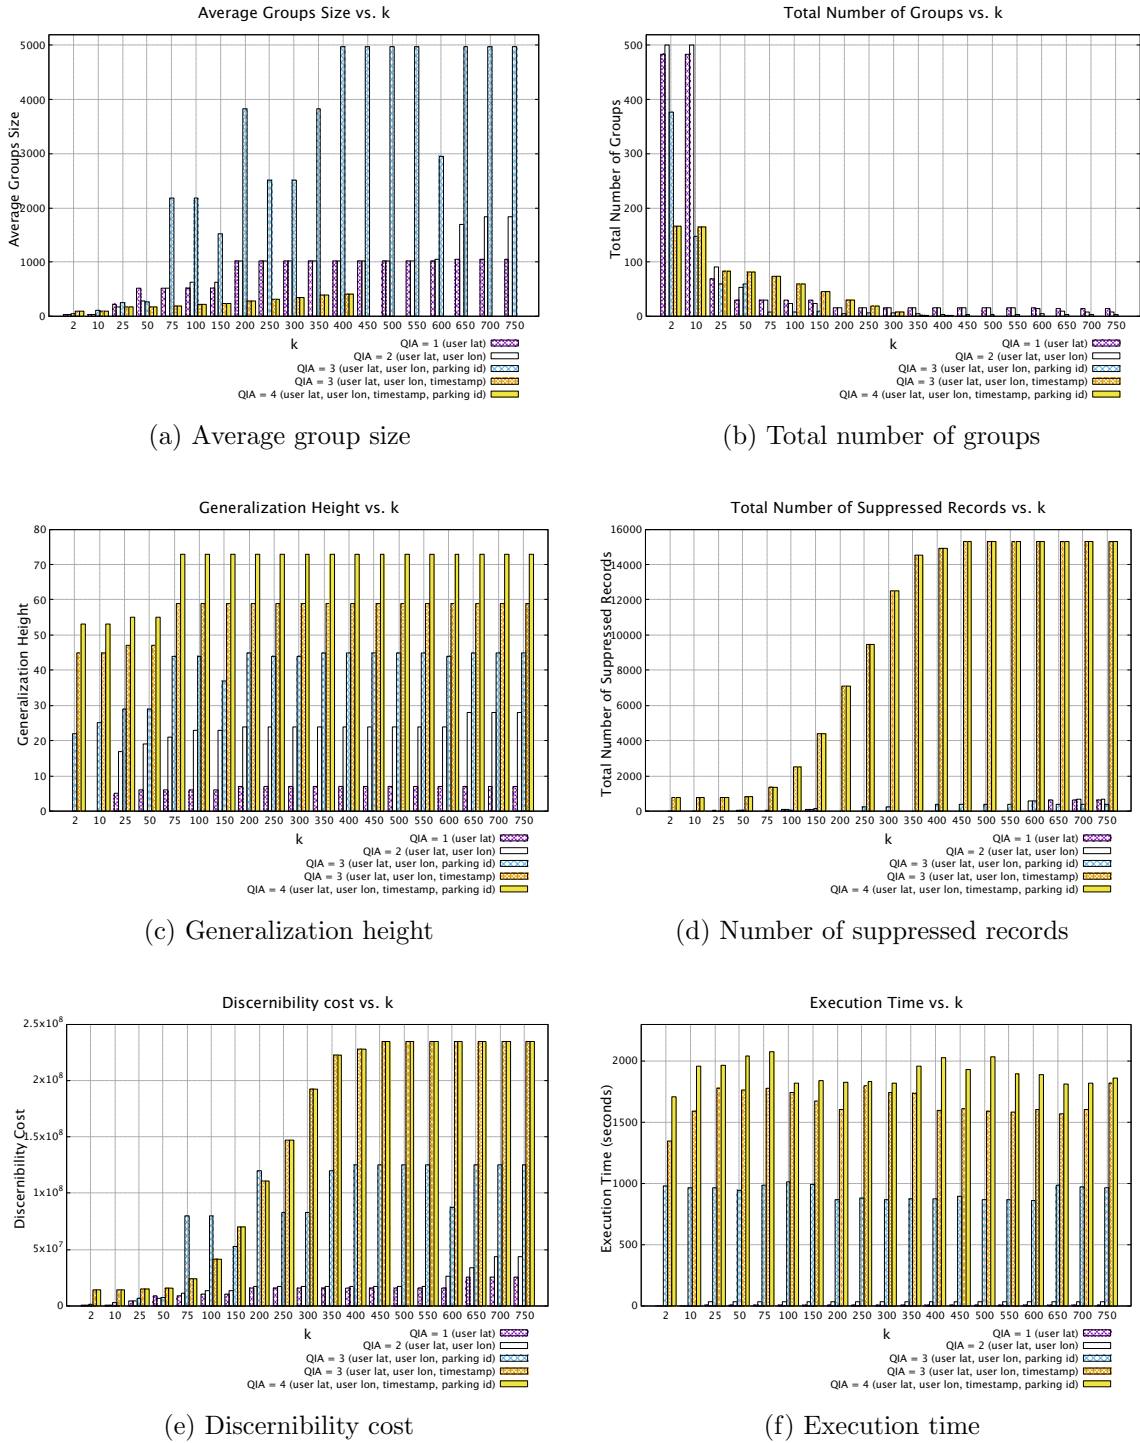 Average Groups Size vs. k
Average Groups Size
5000
4000
3000
2000
1000
0
2 10 25 50 75 100 150 200 250 300 350 400 450 500 550 600 650 700 750
k
QIA = 1 (user lat)
QIA = 2 (user lat, user lon)
QIA = 3 (user lat, user lon, parking id)
QIA = 3 (user lat, user lon, timestamp)
QIA = 4 (user lat, user lon, timestamp, parking id)
(a) Average group size
Total Number of Groups vs. k
Total Number of Groups
500
400
300
200
100
0
2 10 25 50 75 100 150 200 250 300 350 400 450 500 550 600 650 700 750
k
QIA = 1 (user lat)
QIA = 2 (user lat, user lon)
QIA = 3 (user lat, user lon, parking id)
QIA = 3 (user lat, user lon, timestamp)
QIA = 4 (user lat, user lon, timestamp, parking id)
(b) Total number of groups
Generalization Height vs. k
Generalization Height
80
70
60
50
40
30
20
10
0
2 10 25 50 75 100 150 200 250 300 350 400 450 500 550 600 650 700 750
k
QIA = 1 (user lat)
QIA = 2 (user lat, user lon)
QIA = 3 (user lat, user lon, parking id)
QIA = 3 (user lat, user lon, timestamp)
QIA = 4 (user lat, user lon, timestamp, parking id)
(c) Generalization height
Total Number of Suppressed Records vs. k
Total Number of Suppressed Records
16000
14000
12000
10000
8000
6000
4000
2000
0
2 10 25 50 75 100 150 200 250 300 350 400 450 500 550 600 650 700 750
k
QIA = 1 (user lat)
QIA = 2 (user lat, user lon)
QIA = 3 (user lat, user lon, parking id)
QIA = 3 (user lat, user lon, timestamp)
QIA = 4 (user lat, user lon, timestamp, parking id)
(d) Number of suppressed records
Discernibility cost vs. k
Discernibility Cost
2.5x10⁸
2x10⁸
1.5x10⁸
1x10⁸
5x10⁷
0
2 10 25 50 75 100 150 200 250 300 350 400 450 500 550 600 650 700 750
k
QIA = 1 (user lat)
QIA = 2 (user lat, user lon)
QIA = 3 (user lat, user lon, parking id)
QIA = 3 (user lat, user lon, timestamp)
QIA = 4 (user lat, user lon, timestamp, parking id)
(e) Discernibility cost
Execution Time vs. k
Execution Time (seconds)
2000
1500
1000
500
0
2 10 25 50 75 100 150 200 250 300 350 400 450 500 550 600 650 700 750
k
QIA = 1 (user lat)
QIA = 2 (user lat, user lon)
QIA = 3 (user lat, user lon, parking id)
QIA = 3 (user lat, user lon, timestamp)
QIA = 4 (user lat, user lon, timestamp, parking id)
(f) Execution time